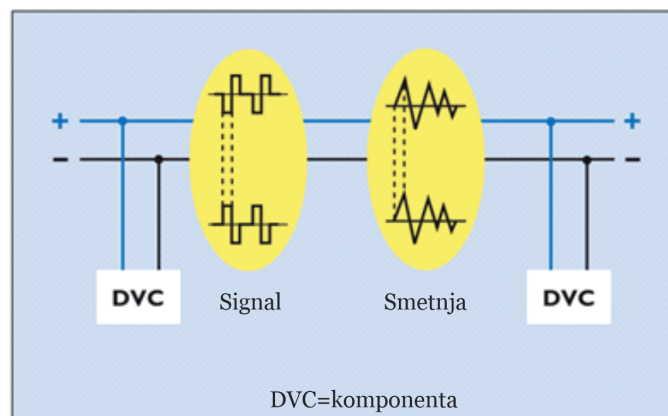 + +
− −
DVC Signal Smetnja DVC
DVC=komponenta